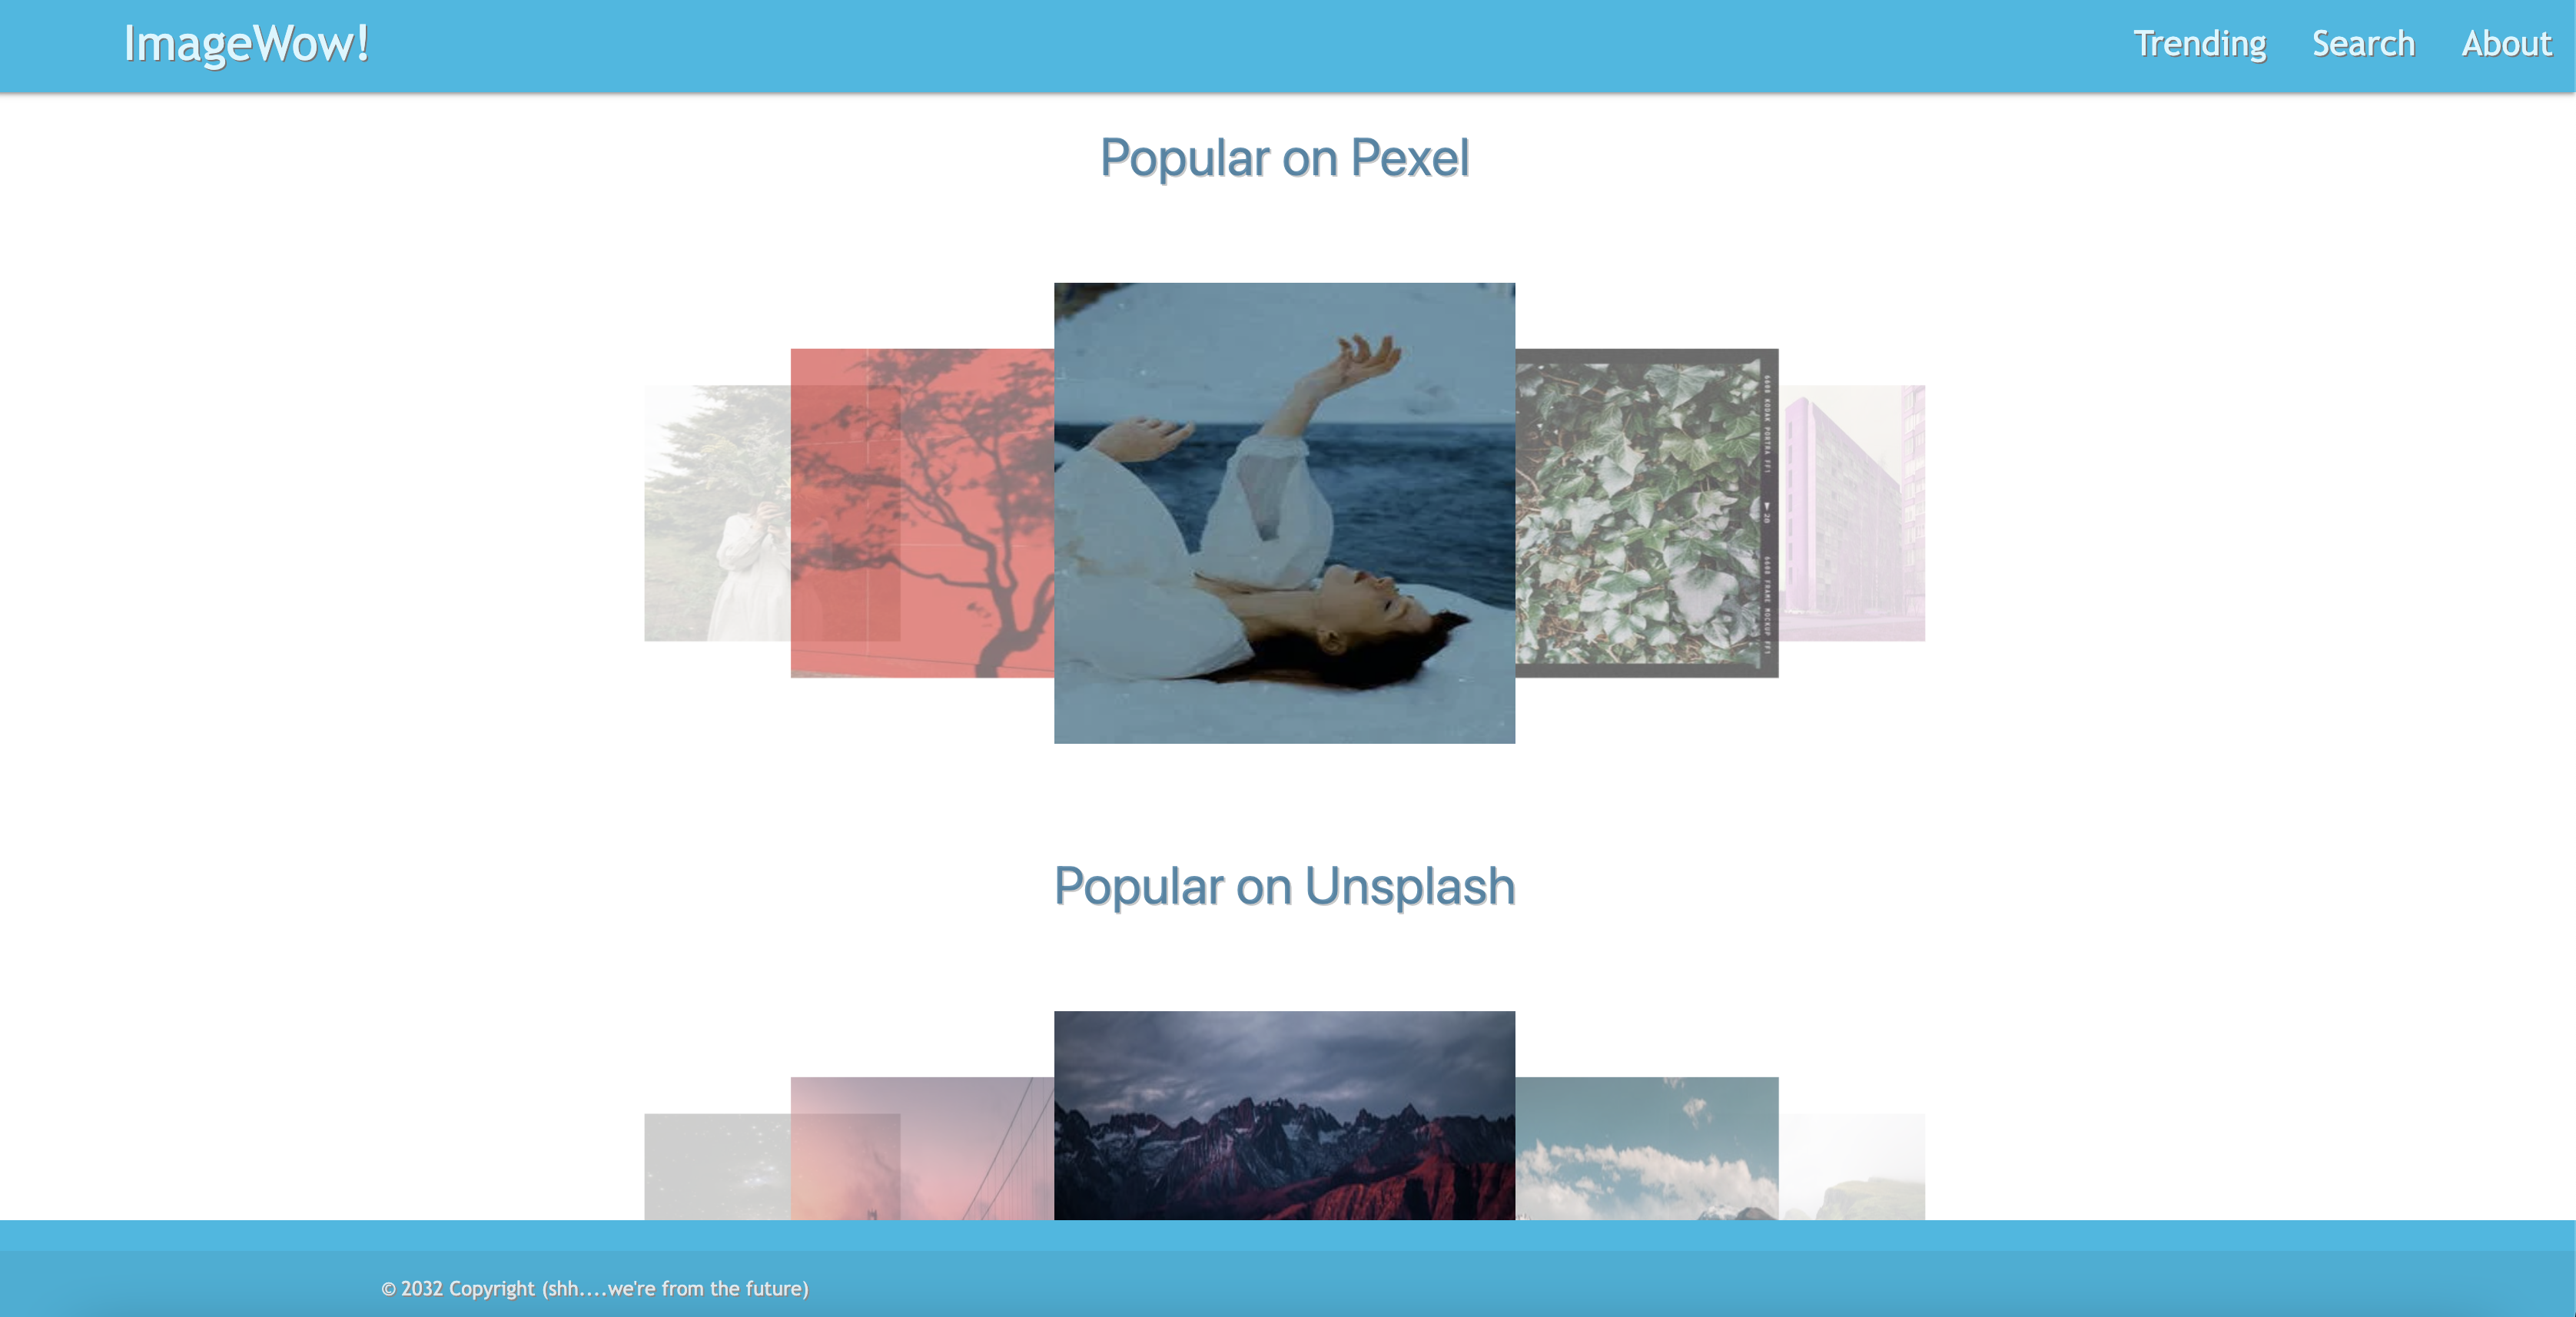 ImageWow!
Trending Search About
Popular on Pexel
Popular on Unsplash
© 2032 Copyright (shh....we're from the future)